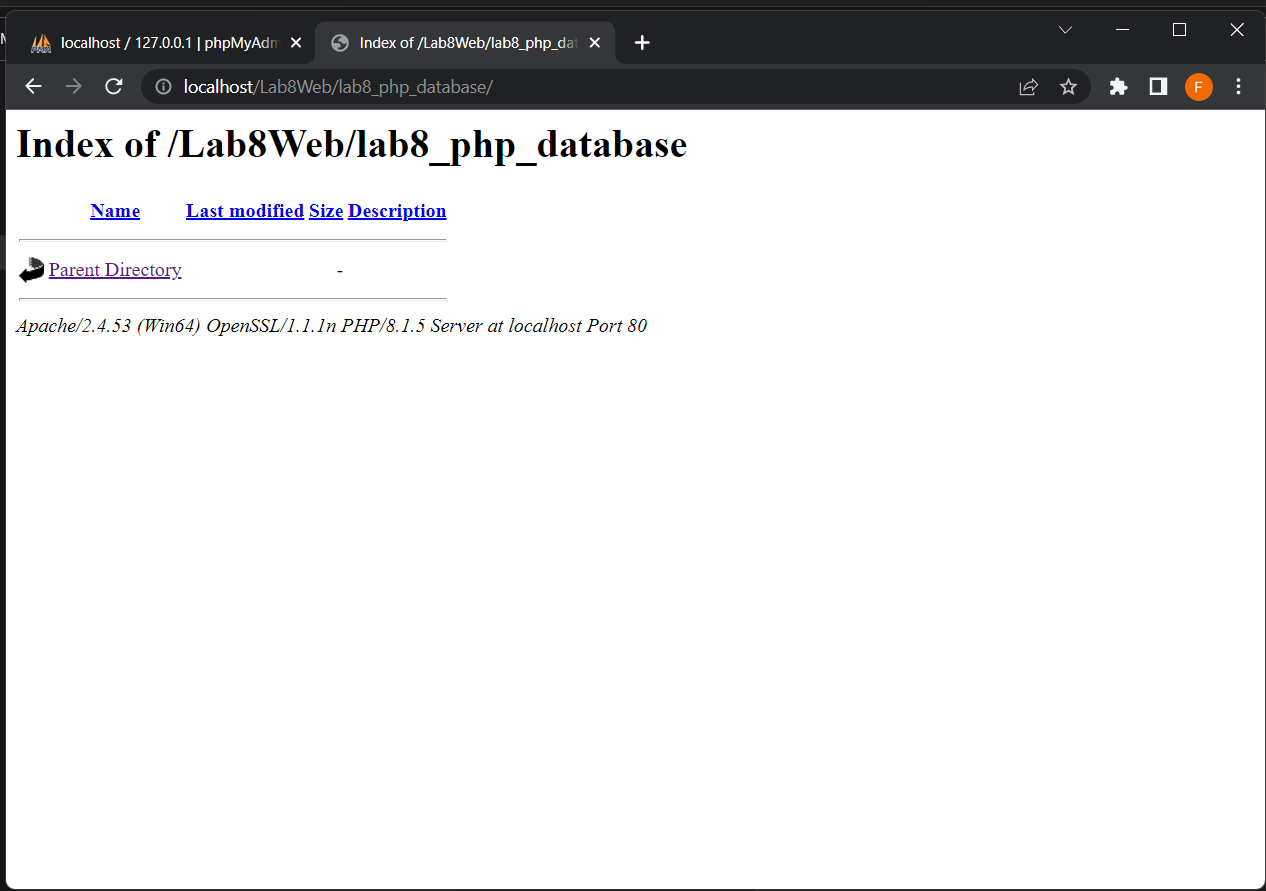 localhost / 127.0.0.1 | phpMyAdm
Index of /Lab8Web/lab8_php_dat
localhost/Lab8Web/lab8_php_database/
F
Index of /Lab8Web/lab8_php_database
Name Last modified Size Description
Parent Directory -
Apache/2.4.53 (Win64) OpenSSL/1.1.1n PHP/8.1.5 Server at localhost Port 80